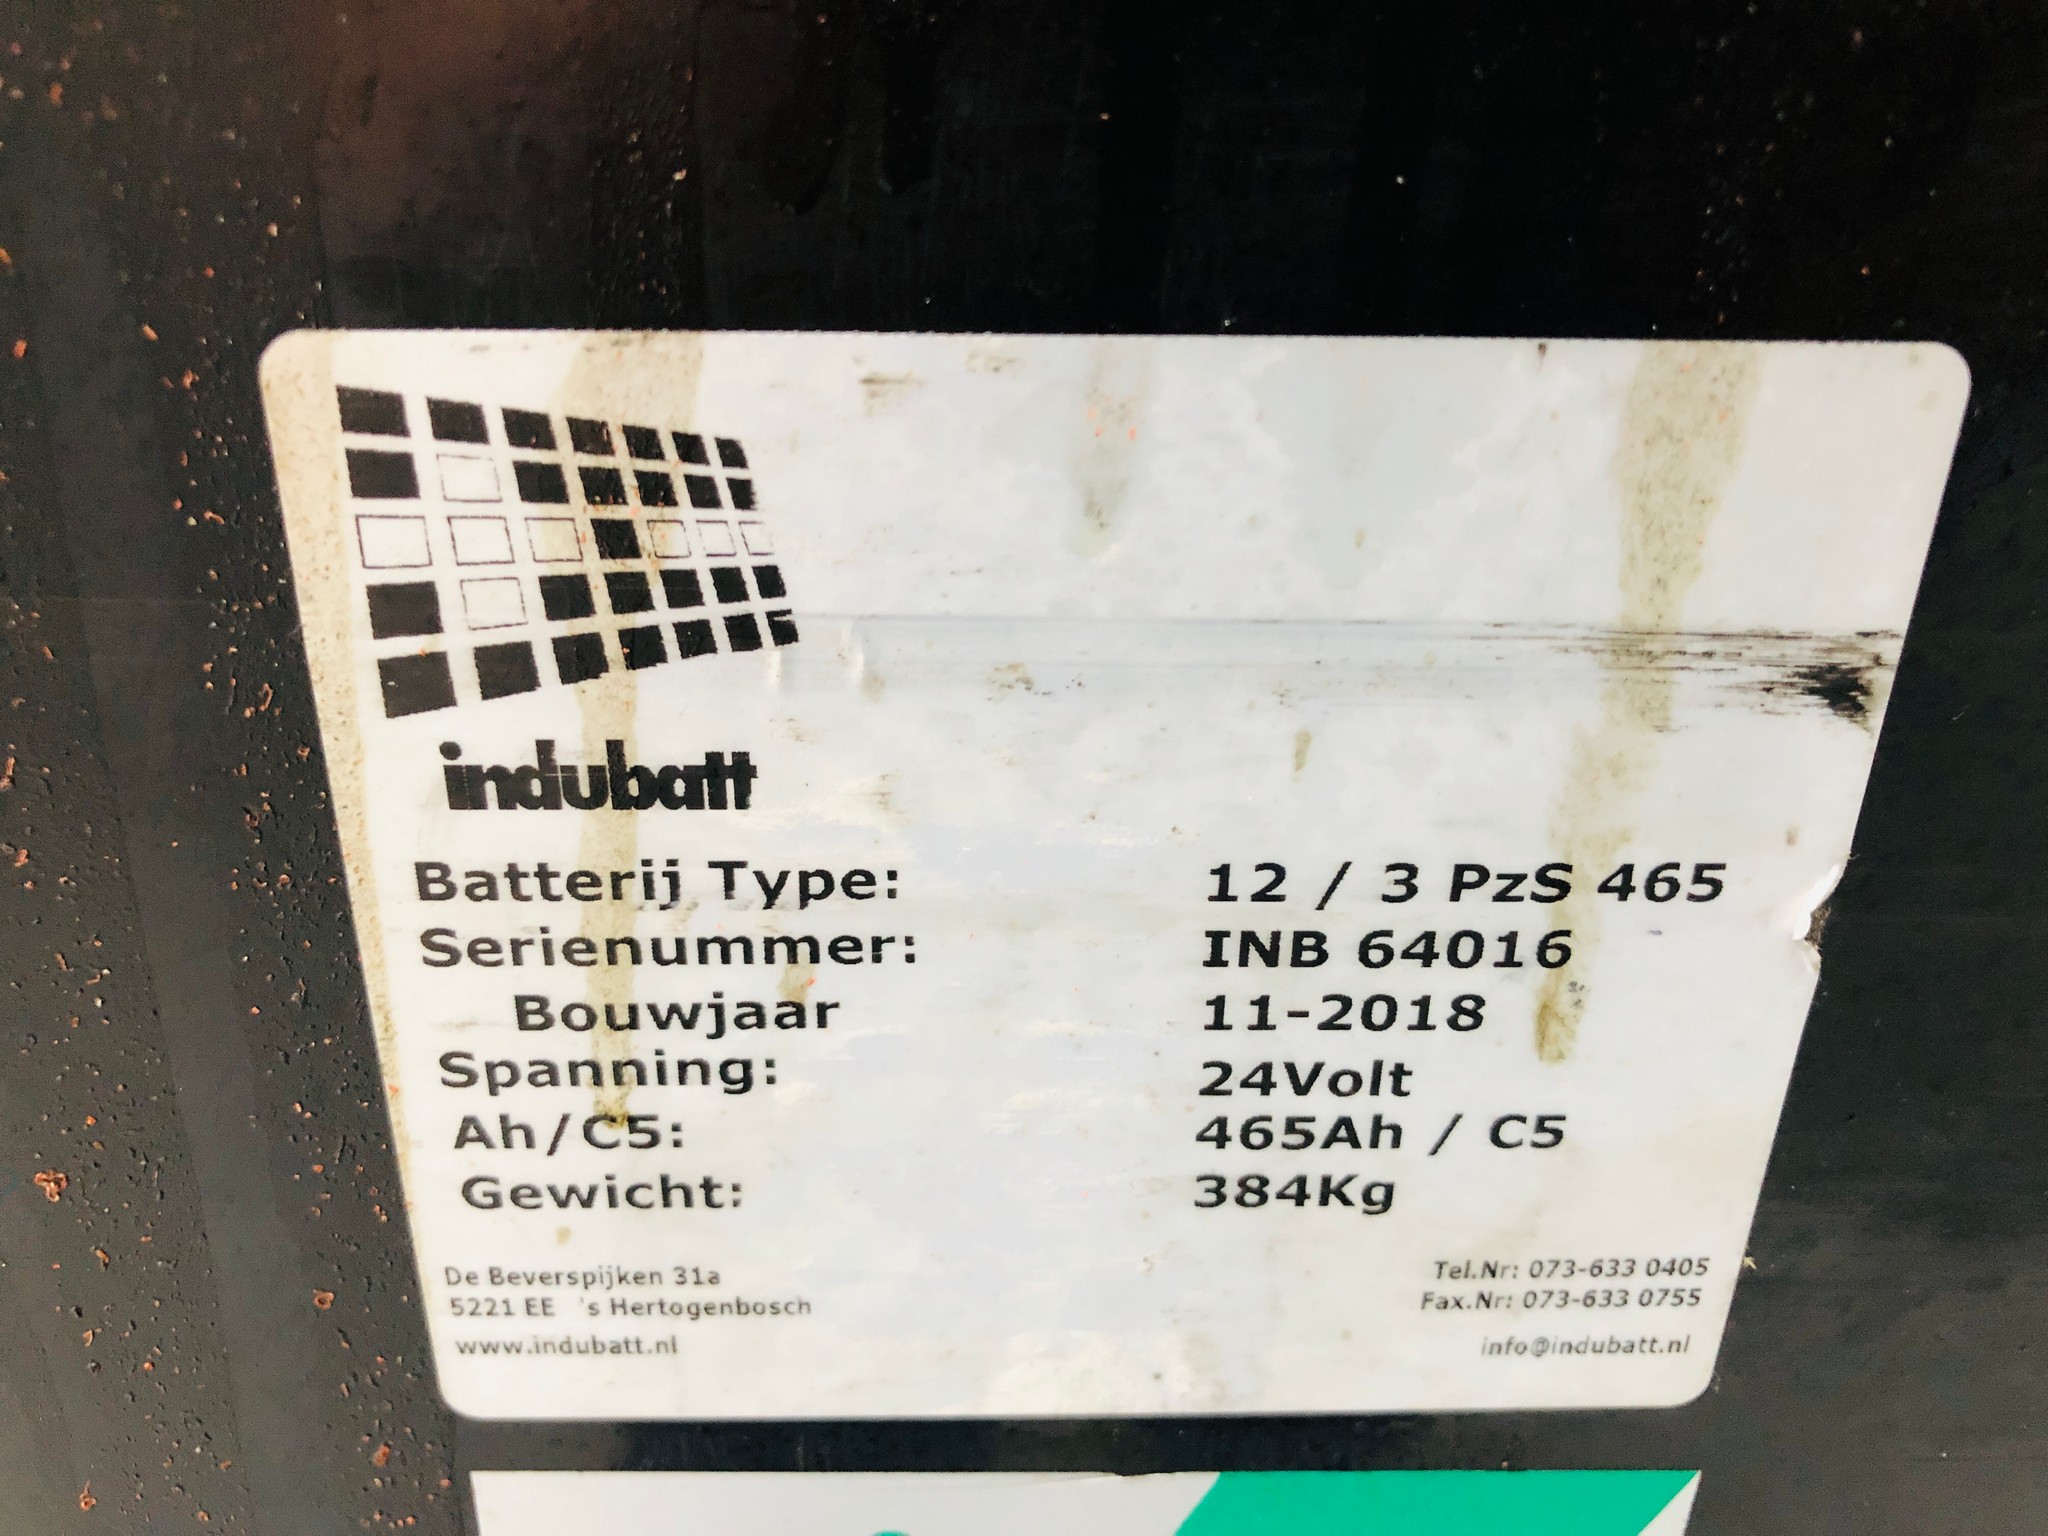 indubatt
Batterij Type: 12 / 3 PzS 465
Serienummer: INB 64016
Bouwjaar 11-2018
Spanning: 24Volt
Ah/C5: 465Ah / C5
Gewicht: 384Kg
De Beverspijken 31a Tel.Nr: 073-633 0405
5221 EE 's Hertogenbosch Fax.Nr: 073-633 0755
www.indubatt.nl info@indubatt.nl